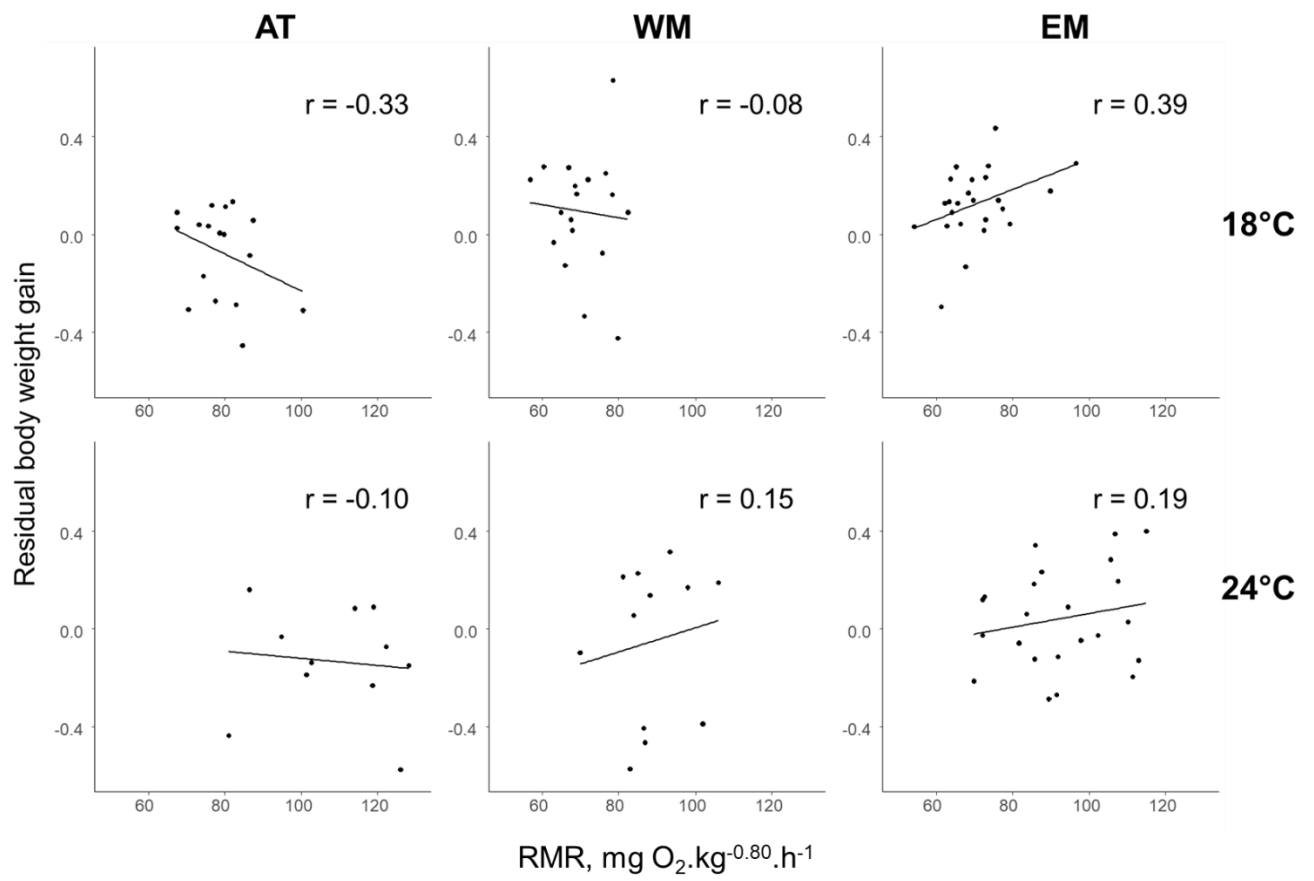 AT WM EM
r = -0.33 r = -0.08 r = 0.39
0.4 0.4 0.4
0.0 0.0 0.0
18°C
-0.4 -0.4 -0.4
60 80 100 120 60 80 100 120 60 80 100 120
Residual body weight gain
r = -0.10 r = 0.15 r = 0.19
0.4 0.4 0.4
24°C
0.0 0.0 0.0
-0.4 -0.4 -0.4
60 80 100 120 60 80 100 120 60 80 100 120
RMR, mg O₂.kg⁻⁰·⁸⁰.h⁻¹